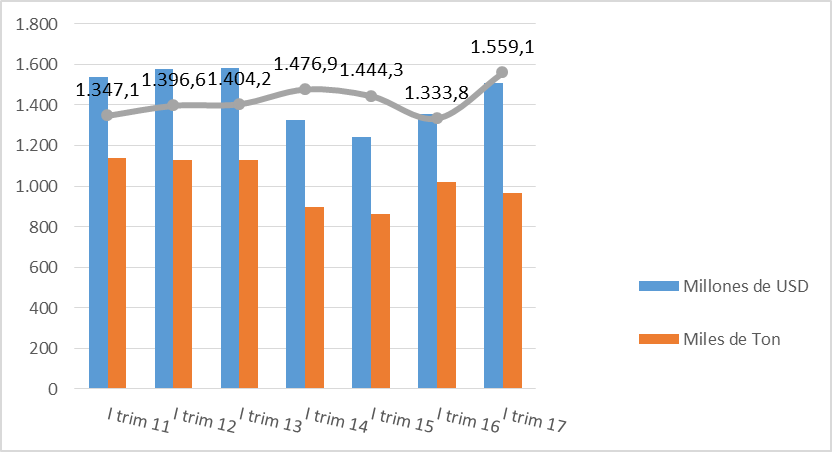 1.800
1.600
1.400
1.200
1.000
800
600
400
200
0
1.347,1
1.396,6
1.404,2
1.476,9
1.444,3
1.333,8
1.559,1
I trim 11
I trim 12
I trim 13
I trim 14
I trim 15
I trim 16
I trim 17
Millones de USD
Miles de Ton